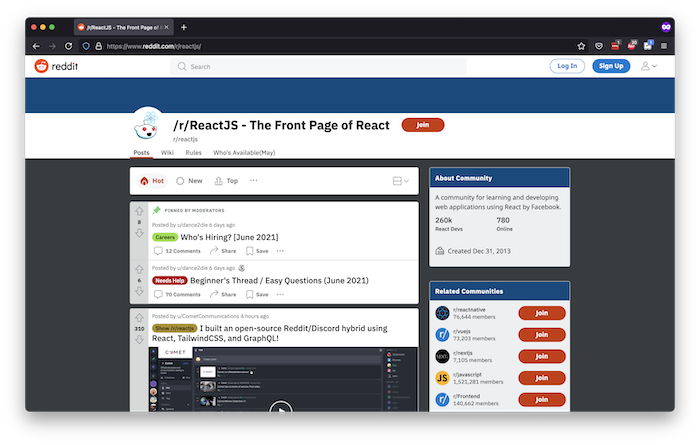 /r/ReactJS - The Front Page of R
https://www.reddit.com/r/reactjs/
reddit
Search
Log In
Sign Up
/r/ReactJS - The Front Page of React
Join
r/reactjs
Posts Wiki Rules Who's Available(May)
Hot New Top
PINNED BY MODERATORS
8
Posted by u/dance2die 6 days ago
Careers Who's Hiring? [June 2021]
12 Comments Share Save
Posted by u/dance2die 6 days ago
6
Needs Help Beginner's Thread / Easy Questions (June 2021)
70 Comments Share Save
Posted by u/CometCommunications 4 hours ago
310
Show /r/reactjs I built an open-source Reddit/Discord hybrid using
React, TailwindCSS, and GraphQL!
COMET
About Community
A community for learning and developing
web applications using React by Facebook.
260k 780
React Devs Online
Created Dec 31, 2013
Related Communities
r/reactnative
76,644 members
Join
r/vuejs
73,203 members
Join
r/nextjs
7,105 members
Join
JS
r/javascript
1,521,281 members
Join
r/Frontend
140,662 members
Join